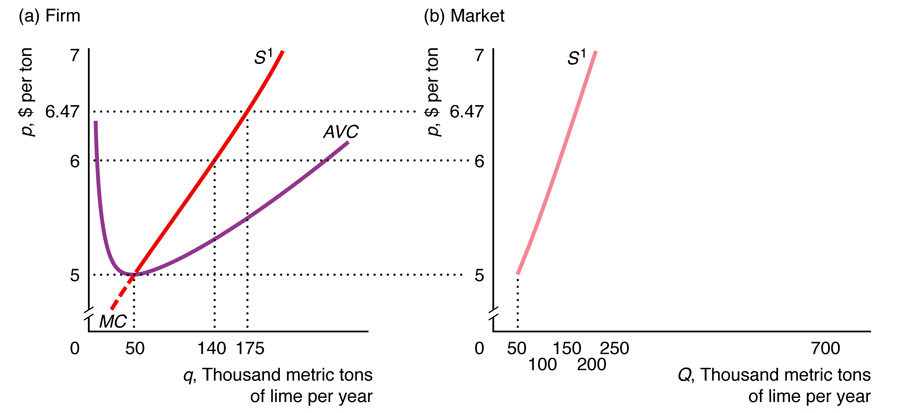 (a) Firm
p, $ per ton
7
6.47
6
5
0
S¹
AVC
MC
50 140 175
q, Thousand metric tons
of lime per year
(b) Market
p, $ per ton
7
6.47
6
5
0
S¹
50 150 250 700
100 200
Q, Thousand metric tons
of lime per year